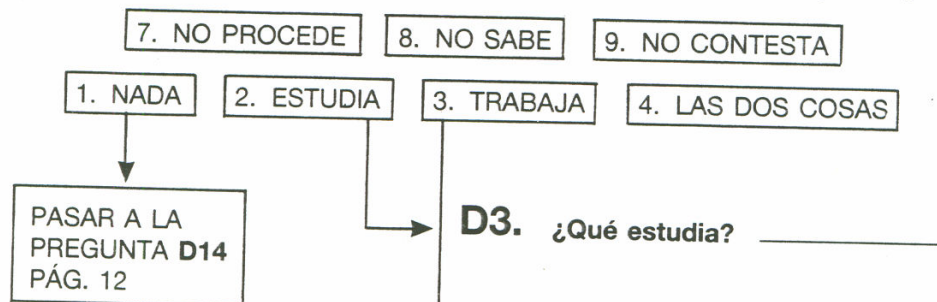 7. NO PROCEDE 8. NO SABE 9. NO CONTESTA
1. NADA 2. ESTUDIA 3. TRABAJA 4. LAS DOS COSAS
PASAR A LA
PREGUNTA D14
PÁG. 12
D3. ¿Qué estudia?